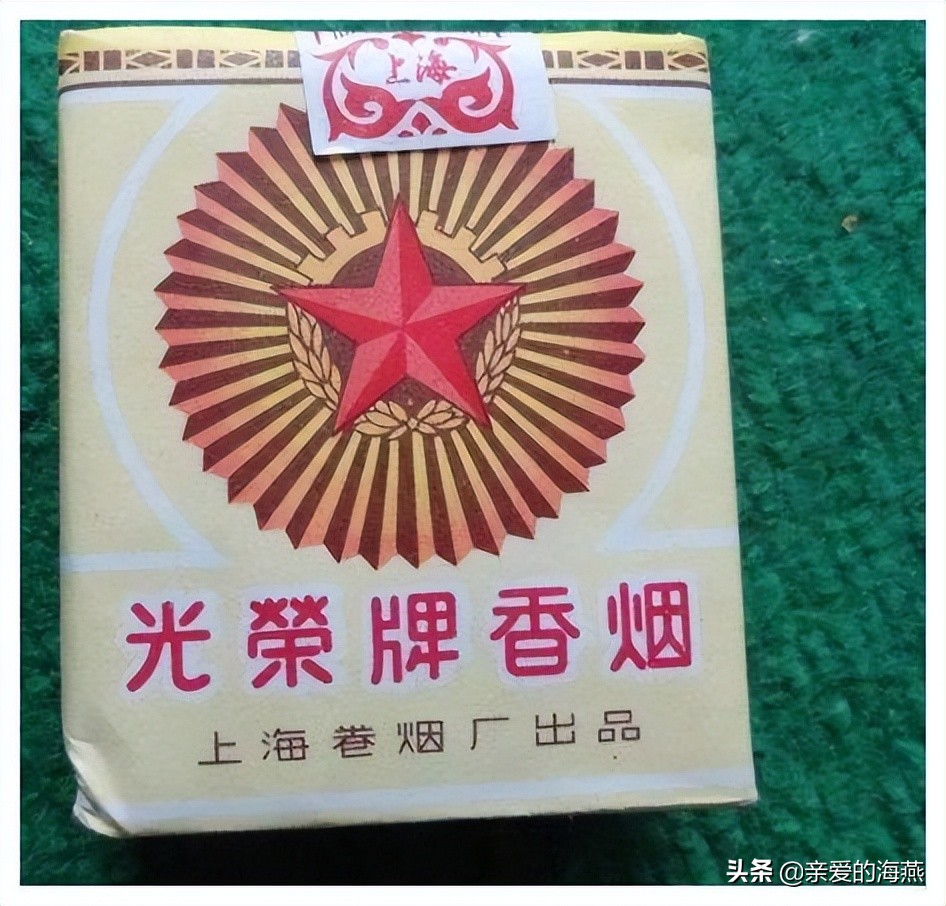 上海
光榮牌香烟
上海卷烟厂出品
头条 @亲爱的海燕